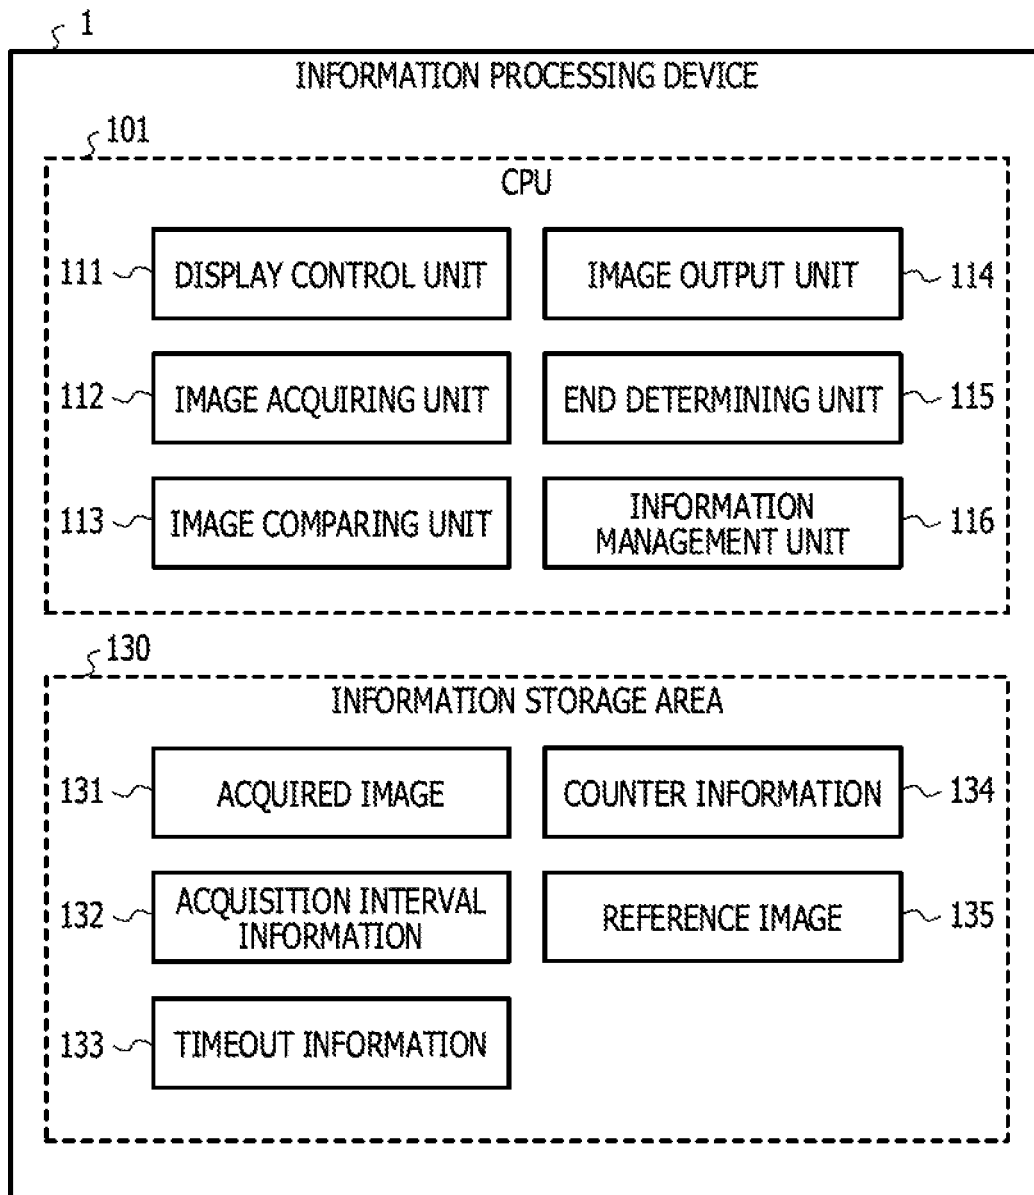 1
INFORMATION PROCESSING DEVICE
101
CPU
111
DISPLAY CONTROL UNIT
IMAGE OUTPUT UNIT
114
112
IMAGE ACQUIRING UNIT
END DETERMINING UNIT
115
113
IMAGE COMPARING UNIT
INFORMATION
MANAGEMENT UNIT
116
130
INFORMATION STORAGE AREA
131
ACQUIRED IMAGE
COUNTER INFORMATION
134
132
ACQUISITION INTERVAL
INFORMATION
REFERENCE IMAGE
135
133
TIMEOUT INFORMATION